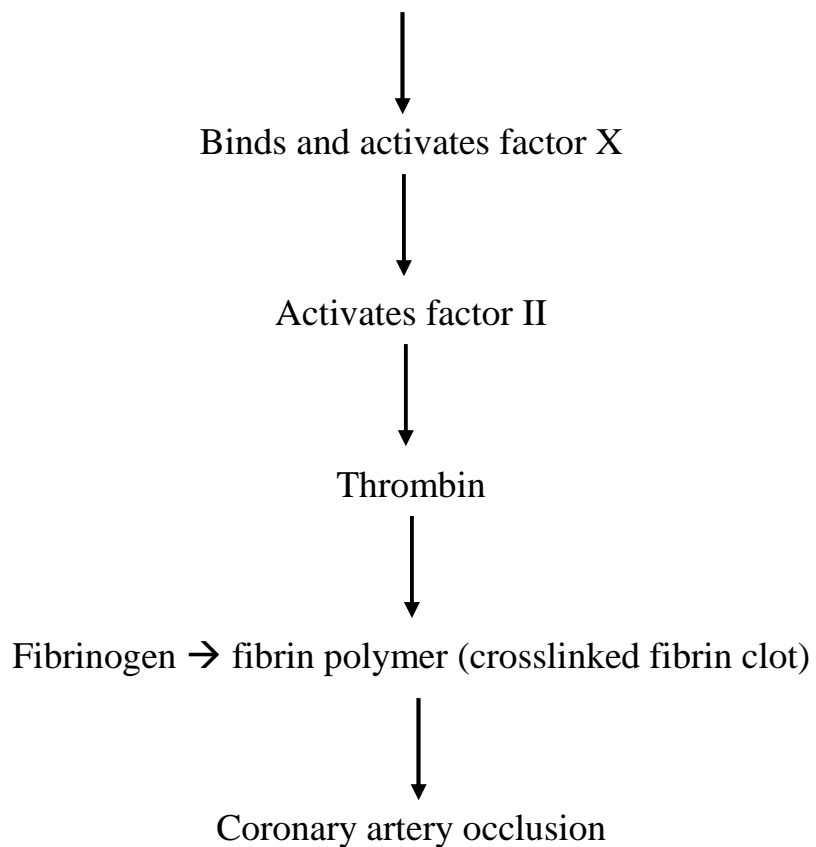 Binds and activates factor X
Activates factor II
Thrombin
Fibrinogen → fibrin polymer (crosslinked fibrin clot)
Coronary artery occlusion